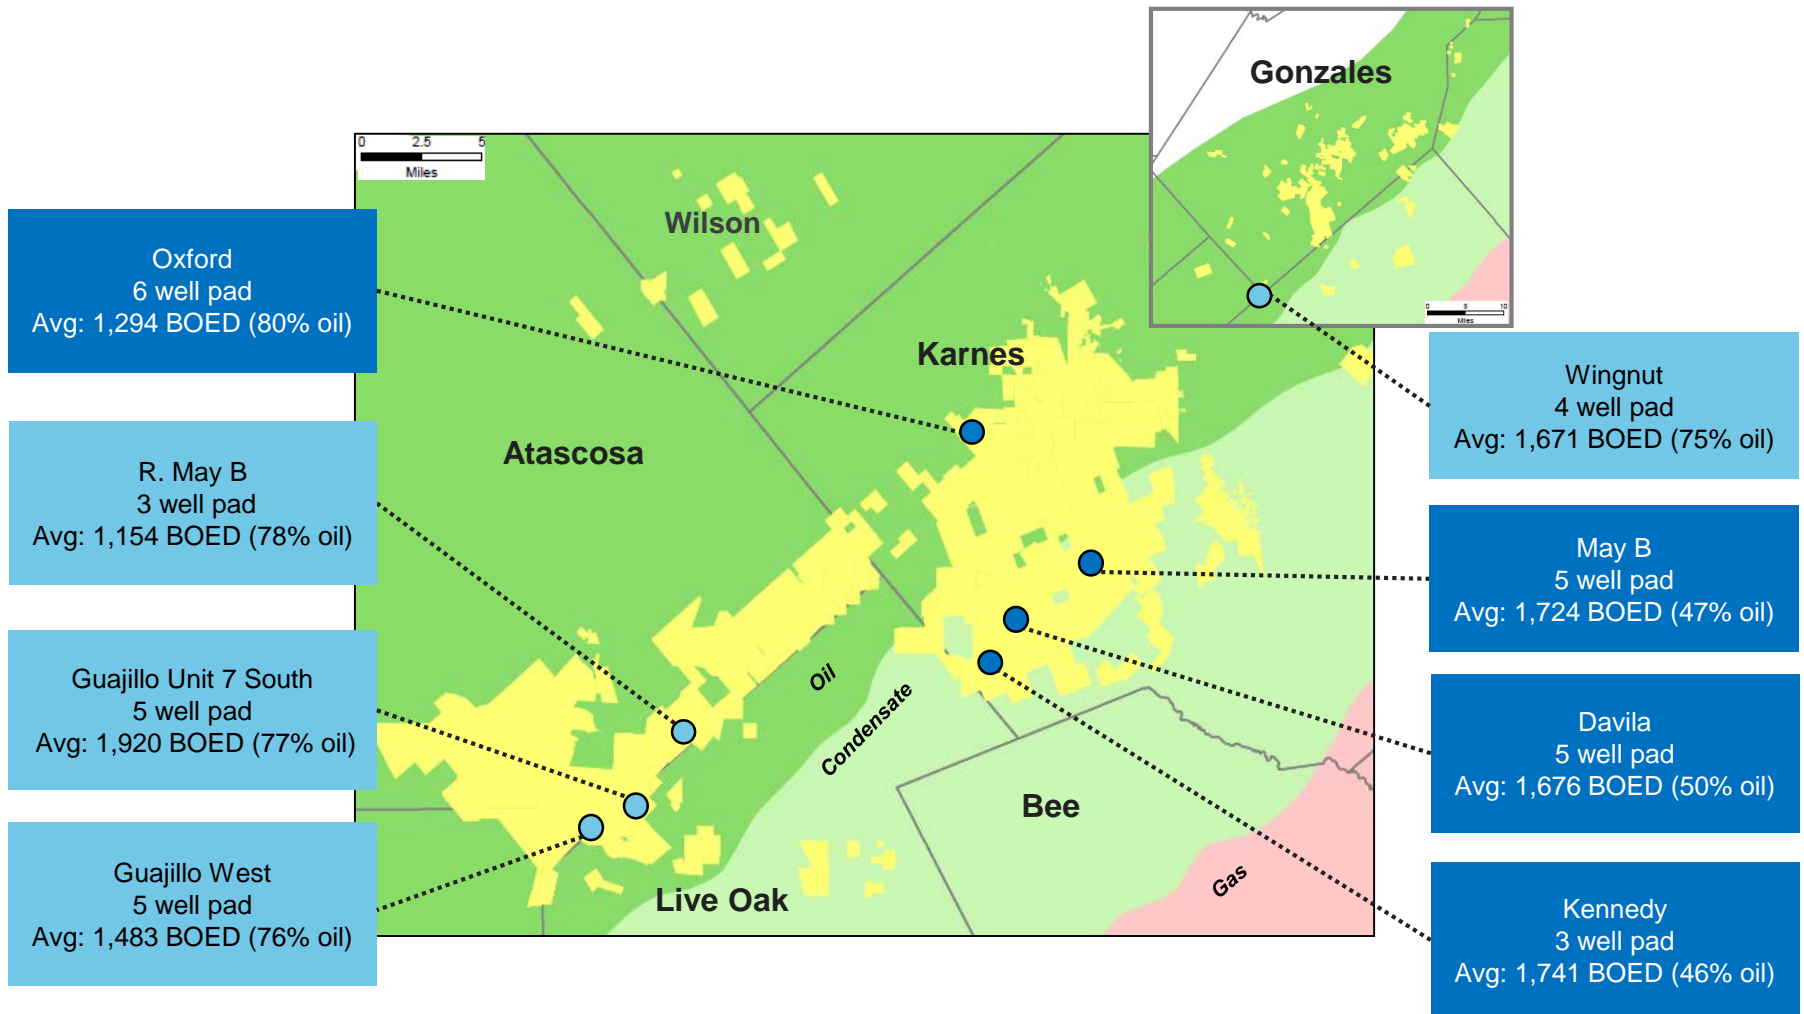 Gonzales
0 5 10
Miles
0 2.5 5
Miles
Wilson
Karnes
Atascosa
Oil
Condensate
Bee
Gas
Live Oak
Oxford
6 well pad
Avg: 1,294 BOED (80% oil)
R. May B
3 well pad
Avg: 1,154 BOED (78% oil)
Guajillo Unit 7 South
5 well pad
Avg: 1,920 BOED (77% oil)
Guajillo West
5 well pad
Avg: 1,483 BOED (76% oil)
Wingnut
4 well pad
Avg: 1,671 BOED (75% oil)
May B
5 well pad
Avg: 1,724 BOED (47% oil)
Davila
5 well pad
Avg: 1,676 BOED (50% oil)
Kennedy
3 well pad
Avg: 1,741 BOED (46% oil)